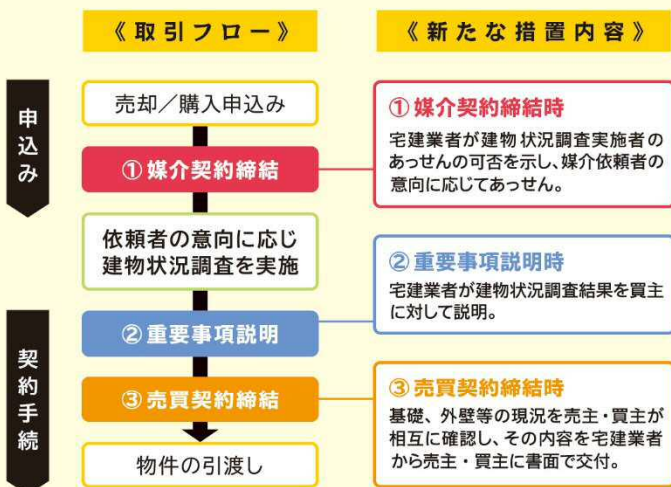 《取引フロー》
《新たな措置内容》
申込み
売却／購入申込み
①媒介契約締結
依頼者の意向に応じ
建物状況調査を実施
契約手続
②重要事項説明
③売買契約締結
物件の引渡し
①媒介契約締結時
宅建業者が建物状況調査実施者の
あっせんの可否を示し、媒介依頼者の
意向に応じてあっせん。
②重要事項説明時
宅建業者が建物状況調査結果を買主
に対して説明。
③売買契約締結時
基礎、外壁等の現況を売主・買主が
相互に確認し、その内容を宅建業者
から売主・買主に書面で交付。